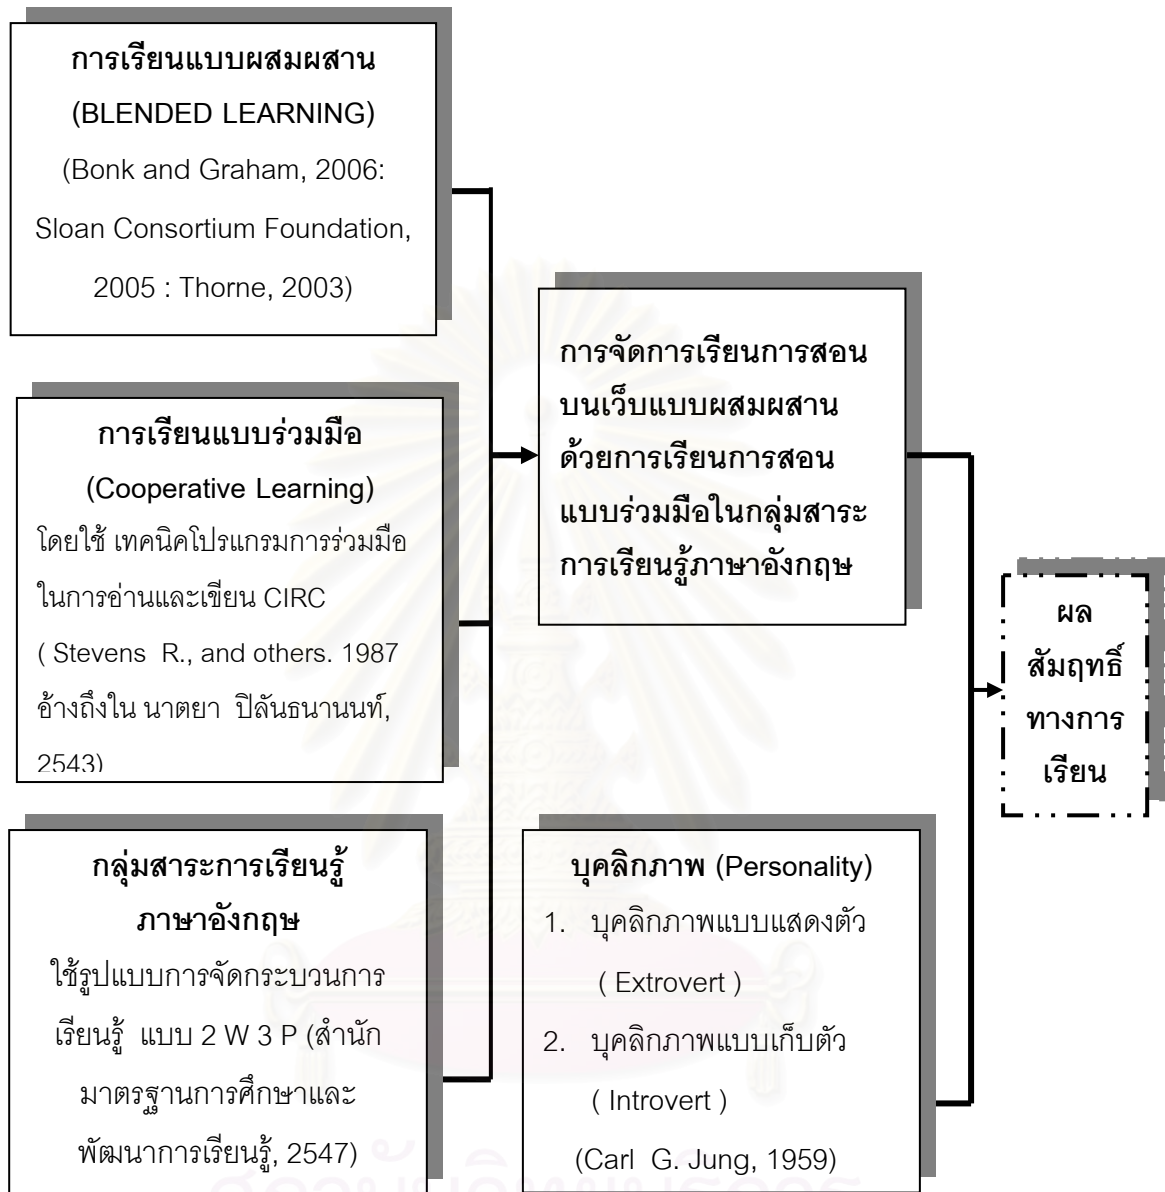 การเรียนแบบผสมผสาน
(BLENDED LEARNING)
(Bonk and Graham, 2006:
Sloan Consortium Foundation,
2005 : Thorne, 2003)
การเรียนแบบร่วมมือ
(Cooperative Learning)
โดยใช้ เทคนิคโปรแกรมการร่วมมือ
ในการอ่านและเขียน CIRC
( Stevens R., and others. 1987
อ้างถึงใน นาตยา ปิลันธนานนท์,
2543)
กลุ่มสาระการเรียนรู้
ภาษาอังกฤษ
ใช้รูปแบบการจัดกระบวนการ
เรียนรู้ แบบ 2 W 3 P (สำนัก
มาตรฐานการศึกษาและ
พัฒนาการเรียนรู้, 2547)
การจัดการเรียนการสอน
บนเว็บแบบผสมผสาน
ด้วยการเรียนการสอน
แบบร่วมมือในกลุ่มสาระ
การเรียนรู้ภาษาอังกฤษ
บุคลิกภาพ (Personality)
1. บุคลิกภาพแบบแสดงตัว
( Extrovert )
2. บุคลิกภาพแบบเก็บตัว
( Introvert )
(Carl G. Jung, 1959)
ผล
สัมฤทธิ์
ทางการ
เรียน